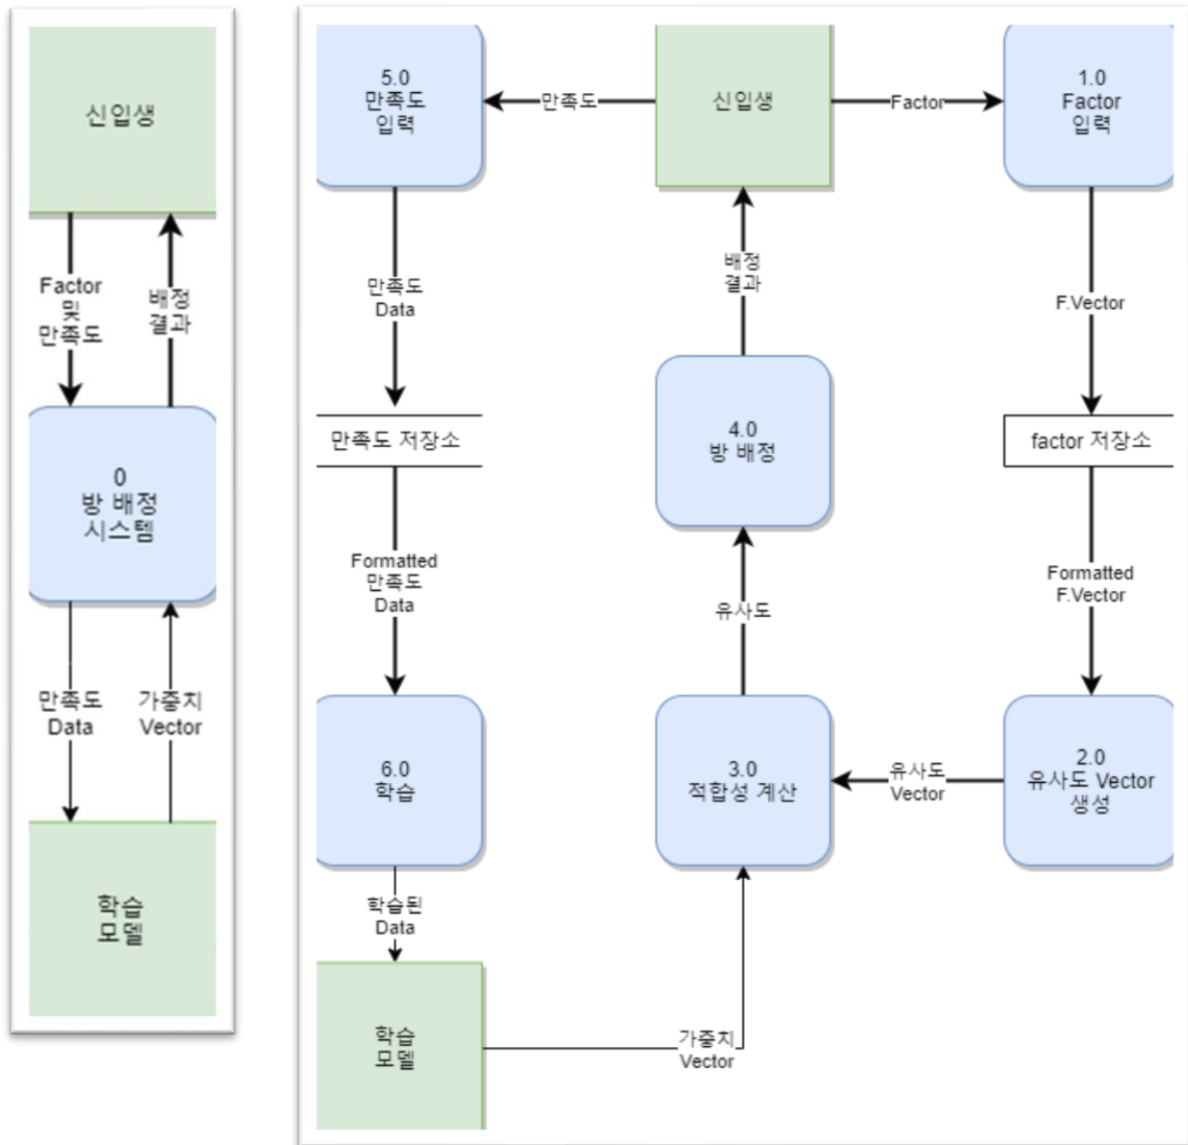 신입생
Factor
및
만족도
배정
결과
0
방 배정
시스템
만족도
Data
가중치
Vector
학습
모델
5.0
만족도
입력
만족도
신입생
Factor
1.0
Factor
입력
만족도
Data
배정
결과
F.Vector
만족도 저장소
4.0
방 배정
factor 저장소
Formatted
만족도
Data
유사도
Formatted
F.Vector
6.0
학습
3.0
적합성 계산
유사도
Vector
2.0
유사도 Vector
생성
학습된
Data
학습
모델
가중치
Vector